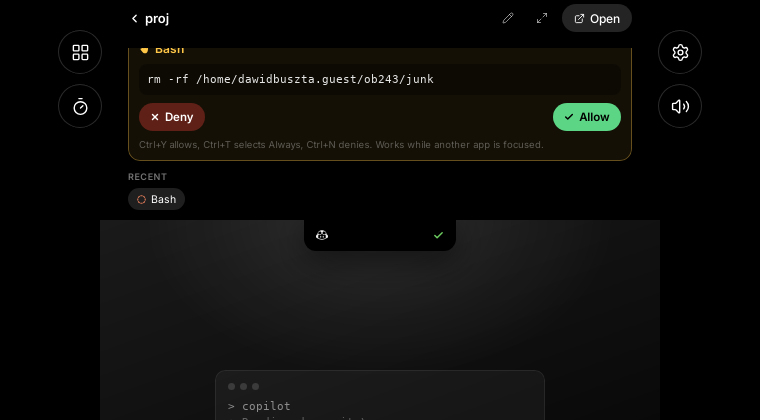 proj
Open
Bash
rm -rf /home/dawidbuszta.guest/ob243/junk
Deny
Allow
Ctrl+Y allows, Ctrl+T selects Always, Ctrl+N denies. Works while another app is focused.
RECENT
Bash
> copilot